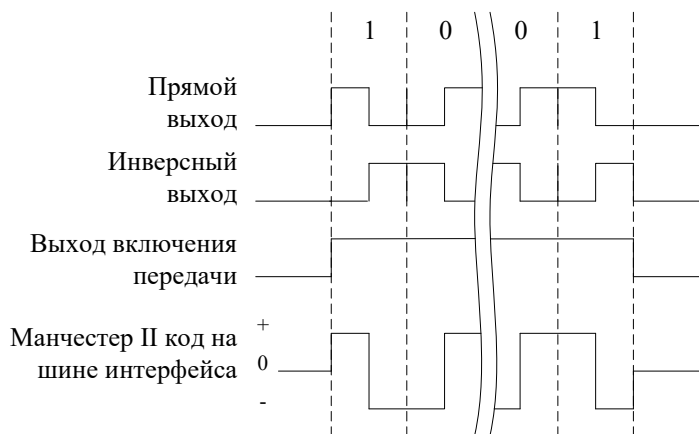 1 0 0 1
Прямой
выход
Инверсный
выход
Выход включения
передачи
+
Манчестер II код на
шине интерфейса 0
-